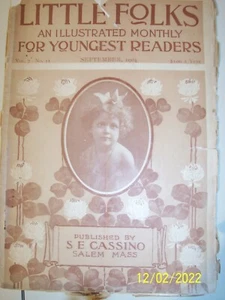 LITTLE FOLKS
AN ILLUSTRATED MONTHLY
FOR YOUNGEST READERS
SEPTEMBER,
PUBLISHED BY
S E CASSINO
SALEM MASS
12/02/2022